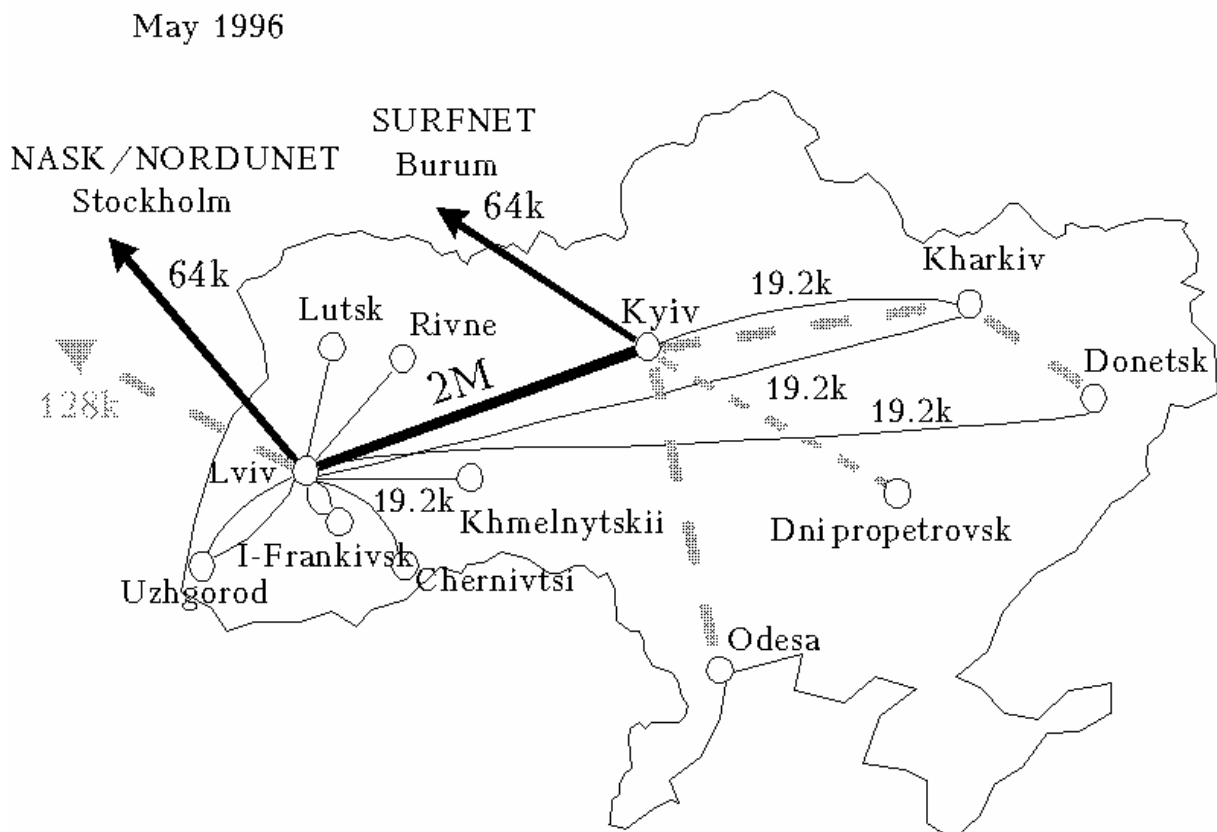 May 1996
SURFNET
Burum
64k
NASK/NORDUNET
Stockholm
64k
128k
Lutsk
Rivne
Kyiv
2M
19.2k
Kharkiv
19.2k
Donetsk
19.2k
Lviv
19.2k
Khmelnytskii
Dnipropetrovsk
I-Frankivsk
Uzhgorod
Chernivtsi
Odesa